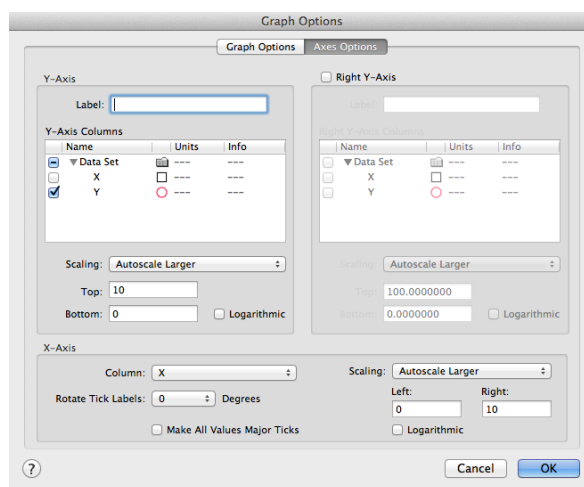 Graph Options
Graph Options Axes Options
Y-Axis
Label:
Y-Axis Columns
Name Units Info
Data Set --- ---
X --- ---
Y --- ---
Scaling: Autoscale Larger
Top: 10
Bottom: 0 Logarithmic
Right Y-Axis
Label:
Right Y-Axis Columns
Name Units Info
Data Set --- ---
X --- ---
Y --- ---
Scaling: Autoscale Larger
Top: 100.0000000
Bottom: 0.0000000 Logarithmic
X-Axis
Column: X
Rotate Tick Labels: 0 Degrees
Make All Values Major Ticks
Scaling: Autoscale Larger
Left: Right:
0 10
Logarithmic
? Cancel OK